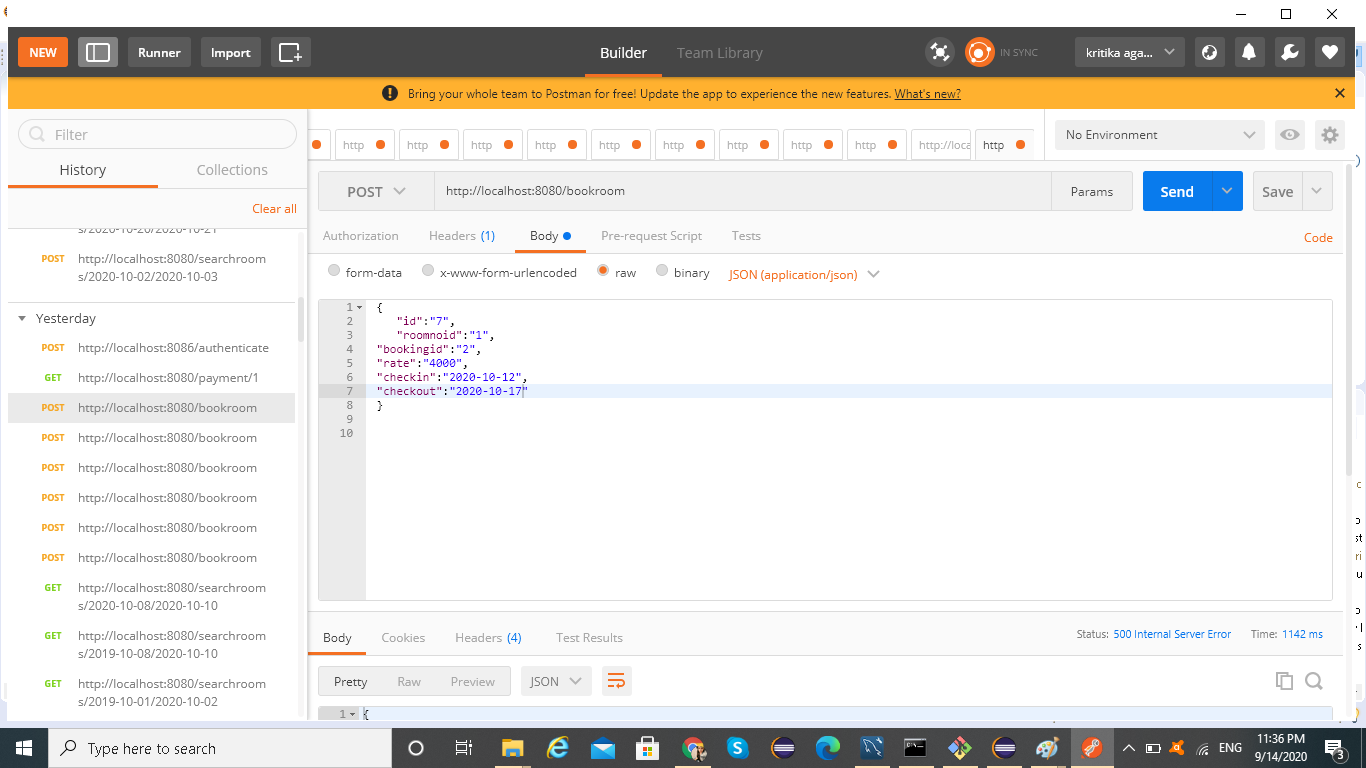 NEW
Runner
Import
Builder
Team Library
IN SYNC
kritika aga...
Bring your whole team to Postman for free! Update the app to experience the new features. What's new?
Filter
History
Collections
Clear all
s/2020-10-20/2020-10-21
POST http://localhost:8080/searchroom
s/2020-10-02/2020-10-03
Yesterday
POST http://localhost:8086/authenticate
GET http://localhost:8080/payment/1
POST http://localhost:8080/bookroom
POST http://localhost:8080/bookroom
POST http://localhost:8080/bookroom
POST http://localhost:8080/bookroom
POST http://localhost:8080/bookroom
POST http://localhost:8080/bookroom
GET http://localhost:8080/searchroom
s/2020-10-08/2020-10-10
GET http://localhost:8080/searchroom
s/2019-10-08/2020-10-10
GET http://localhost:8080/searchroom
s/2019-10-01/2020-10-02
http http http http http http http http http http://loca http
No Environment
POST http://localhost:8080/bookroom Params Send Save
Authorization Headers (1) Body Pre-request Script Tests Code
form-data x-www-form-urlencoded raw binary JSON (application/json)
1 {
2 "id":"7",
3 "roomnoid":"1",
4 "bookingid":"2",
5 "rate":"4000",
6 "checkin":"2020-10-12",
7 "checkout":"2020-10-17"
8 }
9
10
Body Cookies Headers (4) Test Results Status: 500 Internal Server Error Time: 1142 ms
Pretty Raw Preview JSON
1 {
Type here to search
ENG
11:36 PM
9/14/2020
3